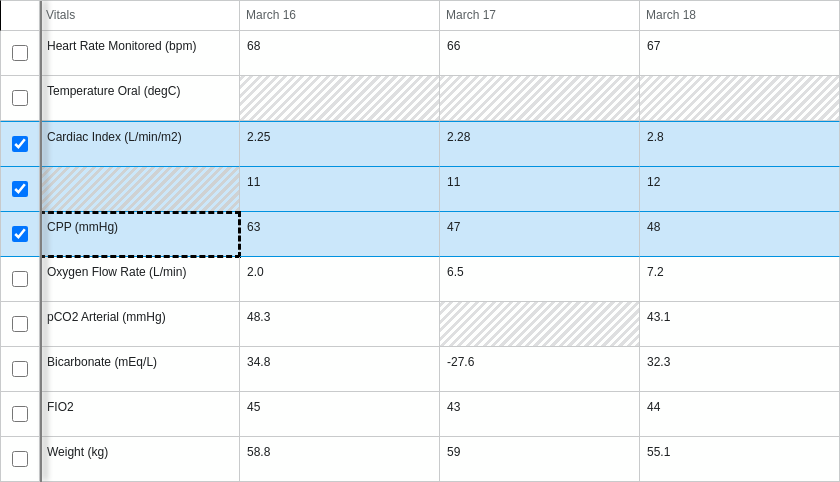 Vitals March 16 March 17 March 18
Heart Rate Monitored (bpm) 68 66 67
Temperature Oral (degC)
Cardiac Index (L/min/m2) 2.25 2.28 2.8
11 11 12
CPP (mmHg) 63 47 48
Oxygen Flow Rate (L/min) 2.0 6.5 7.2
pCO2 Arterial (mmHg) 48.3 43.1
Bicarbonate (mEq/L) 34.8 -27.6 32.3
FIO2 45 43 44
Weight (kg) 58.8 59 55.1